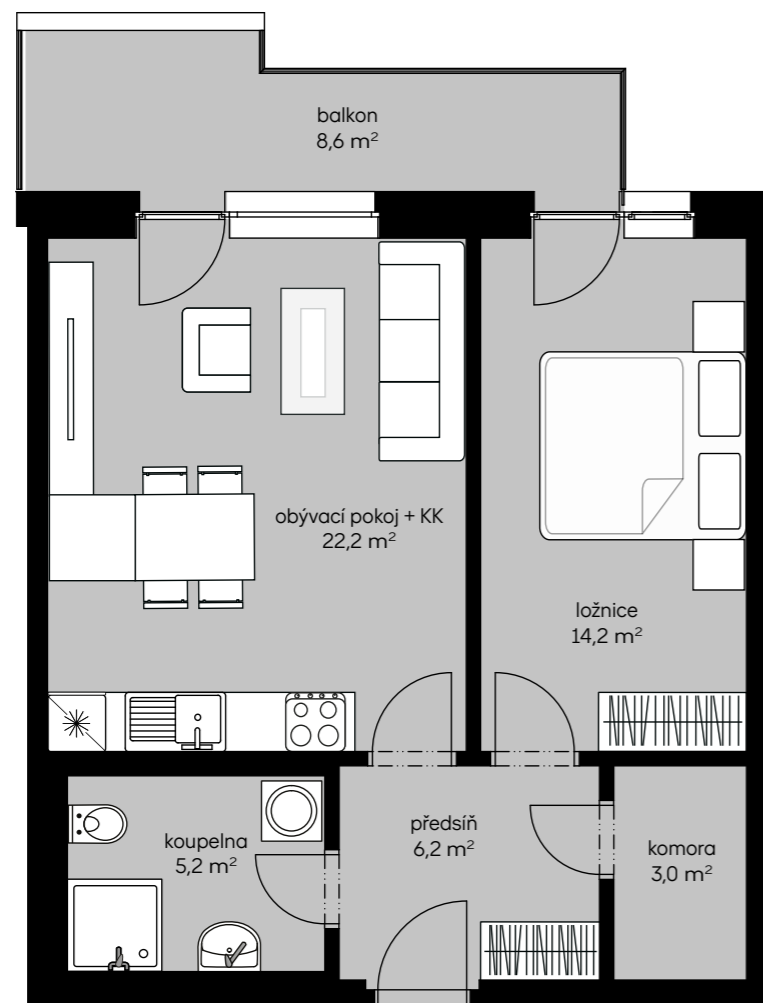 balkon
8,6 m²
obývací pokoj + KK
22,2 m²
ložnice
14,2 m²
koupelna
5,2 m²
předsíň
6,2 m²
komora
3,0 m²